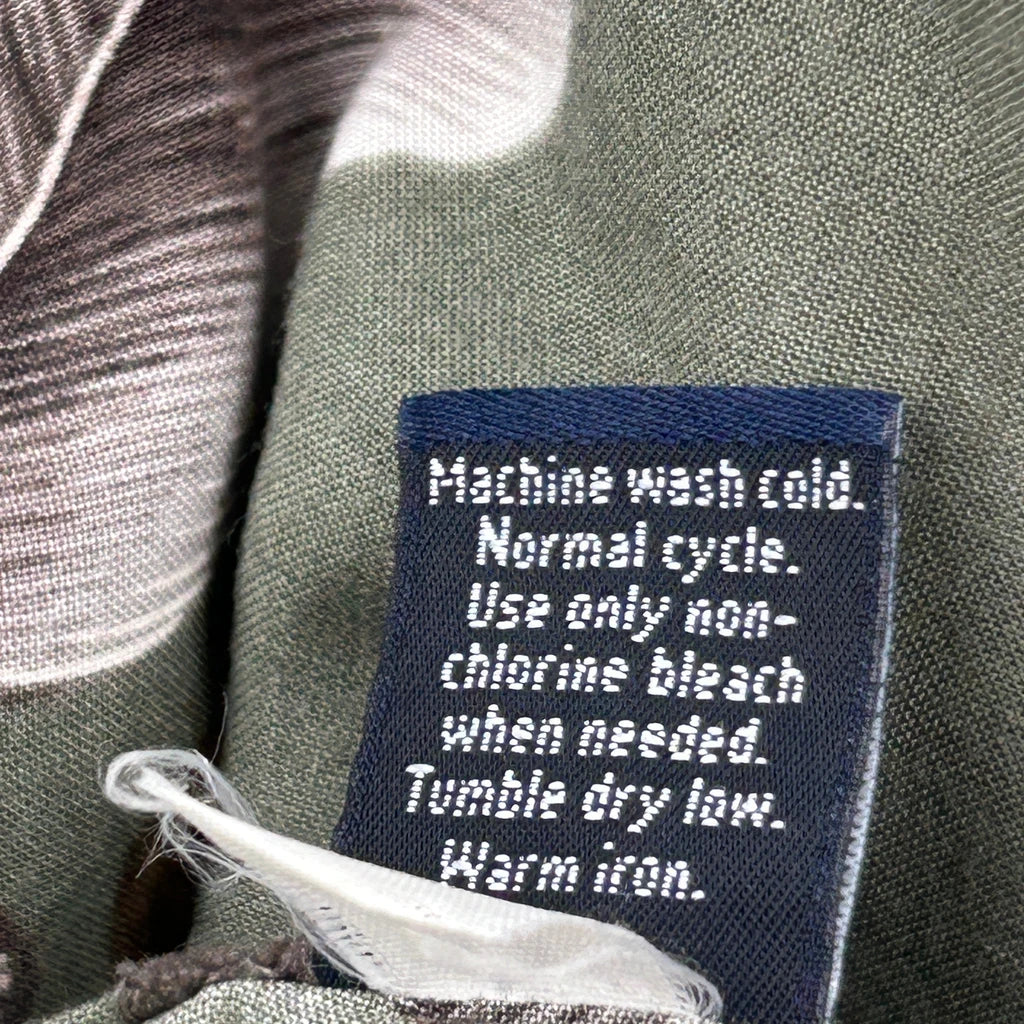 Machine wash cold.
Normal cycle.
Use only non-
chlorine bleach
when needed.
Tumble dry low.
Warm iron.